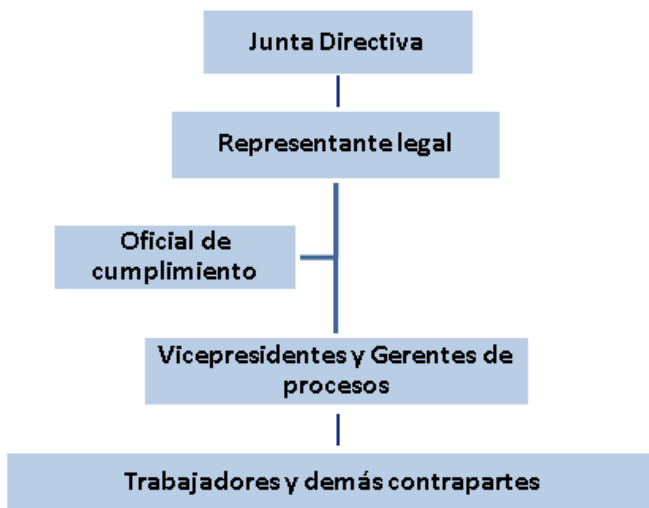 Junta Directiva
Representante legal
Oficial de
cumplimiento
Vicepresidentes y Gerentes de
procesos
Trabajadores y demás contrapartes